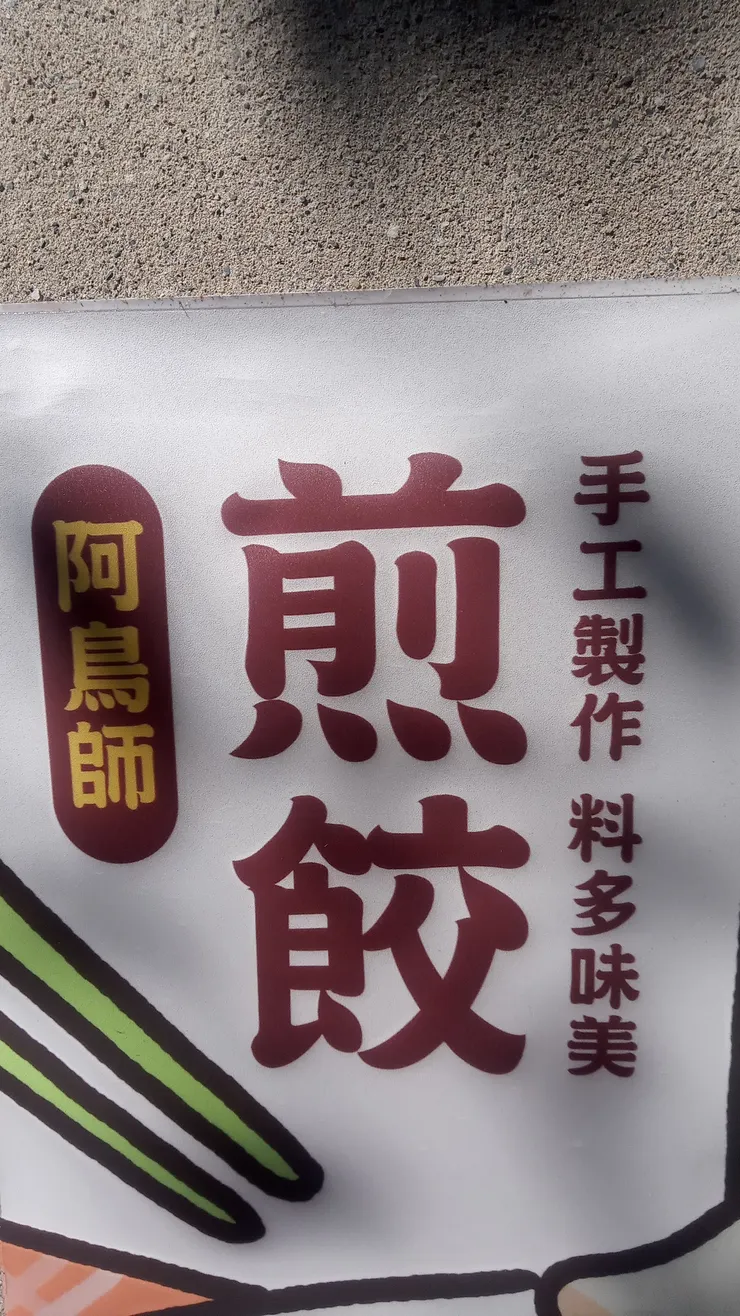 手工製作 料多味美
煎餃
阿鳥師